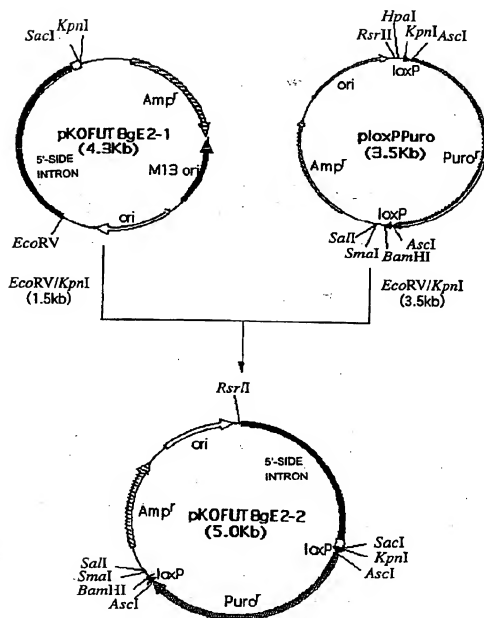 KpnI
SacI
Ampr
pKOFUT8gE2-1
(4.3Kb)
M13 ori
5'-SIDE
INTRON
ori
EcoRV
EcoRV/KpnI
(1.5kb)
HpaI
RsrII
KpnI
AscI
loxP
ori
ploxPPuro
(3.5Kb)
Ampr
Puror
loxP
SalI
SmaI
BamHI
AscI
EcoRV/KpnI
(3.5kb)
RsrII
ori
5'-SIDE
INTRON
Ampr
pKOFUT8gE2-2
(5.0Kb)
loxP
SacI
KpnI
AscI
SalI
SmaI
BamHI
AscI
loxP
Puror